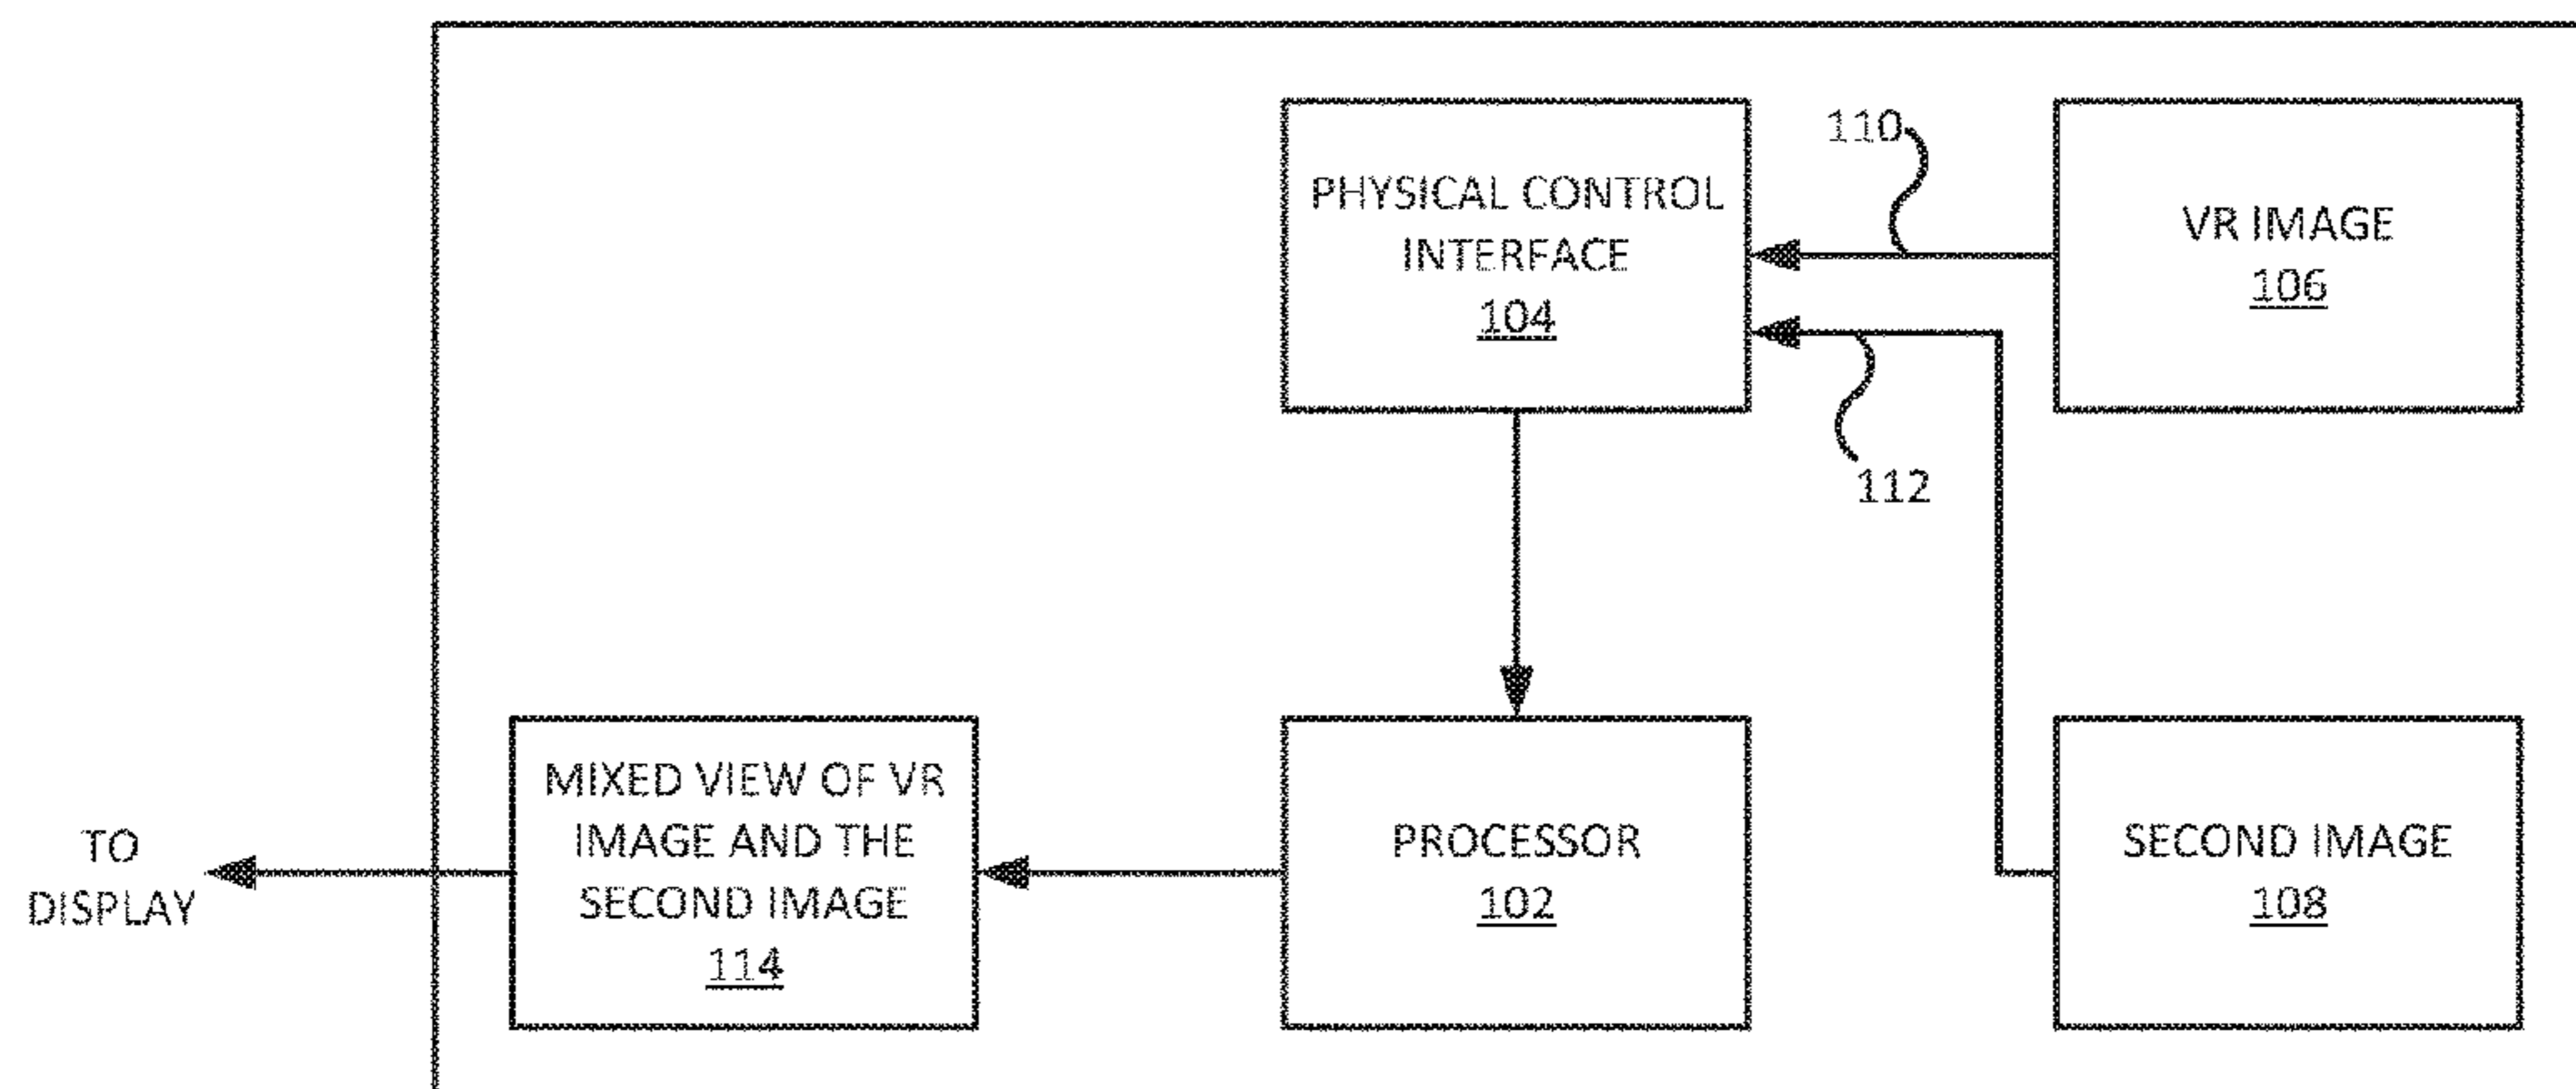 110
PHYSICAL CONTROL
INTERFACE
104
VR IMAGE
106
112
MIXED VIEW OF VR
IMAGE AND THE
SECOND IMAGE
114
PROCESSOR
102
SECOND IMAGE
108
TO
DISPLAY